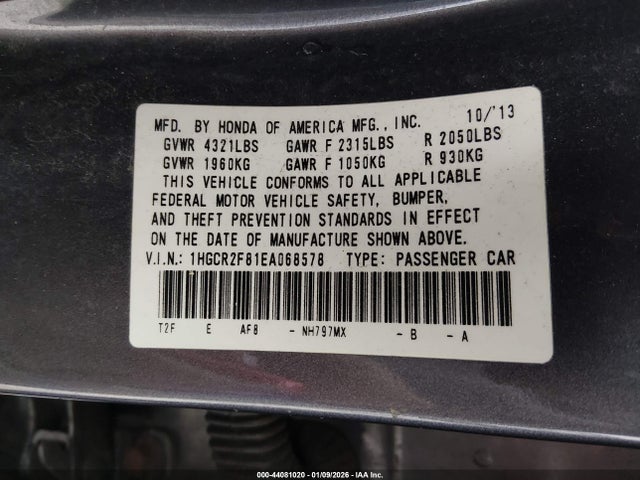 MFD. BY HONDA OF AMERICA MFG., INC. 10/'13
GVWR 4321LBS GAWR F 2315LBS R 2050LBS
GVWR 1960KG GAWR F 1050KG R 930KG
THIS VEHICLE CONFORMS TO ALL APPLICABLE
FEDERAL MOTOR VEHICLE SAFETY, BUMPER,
AND THEFT PREVENTION STANDARDS IN EFFECT
ON THE DATE OF MANUFACTURE SHOWN ABOVE.
V.I.N.: 1HGCR2F81EA068578 TYPE: PASSENGER CAR
T2F E AF8 - NH797MX - B - A
000-44081020 - 01/09/2026 - IAA Inc.